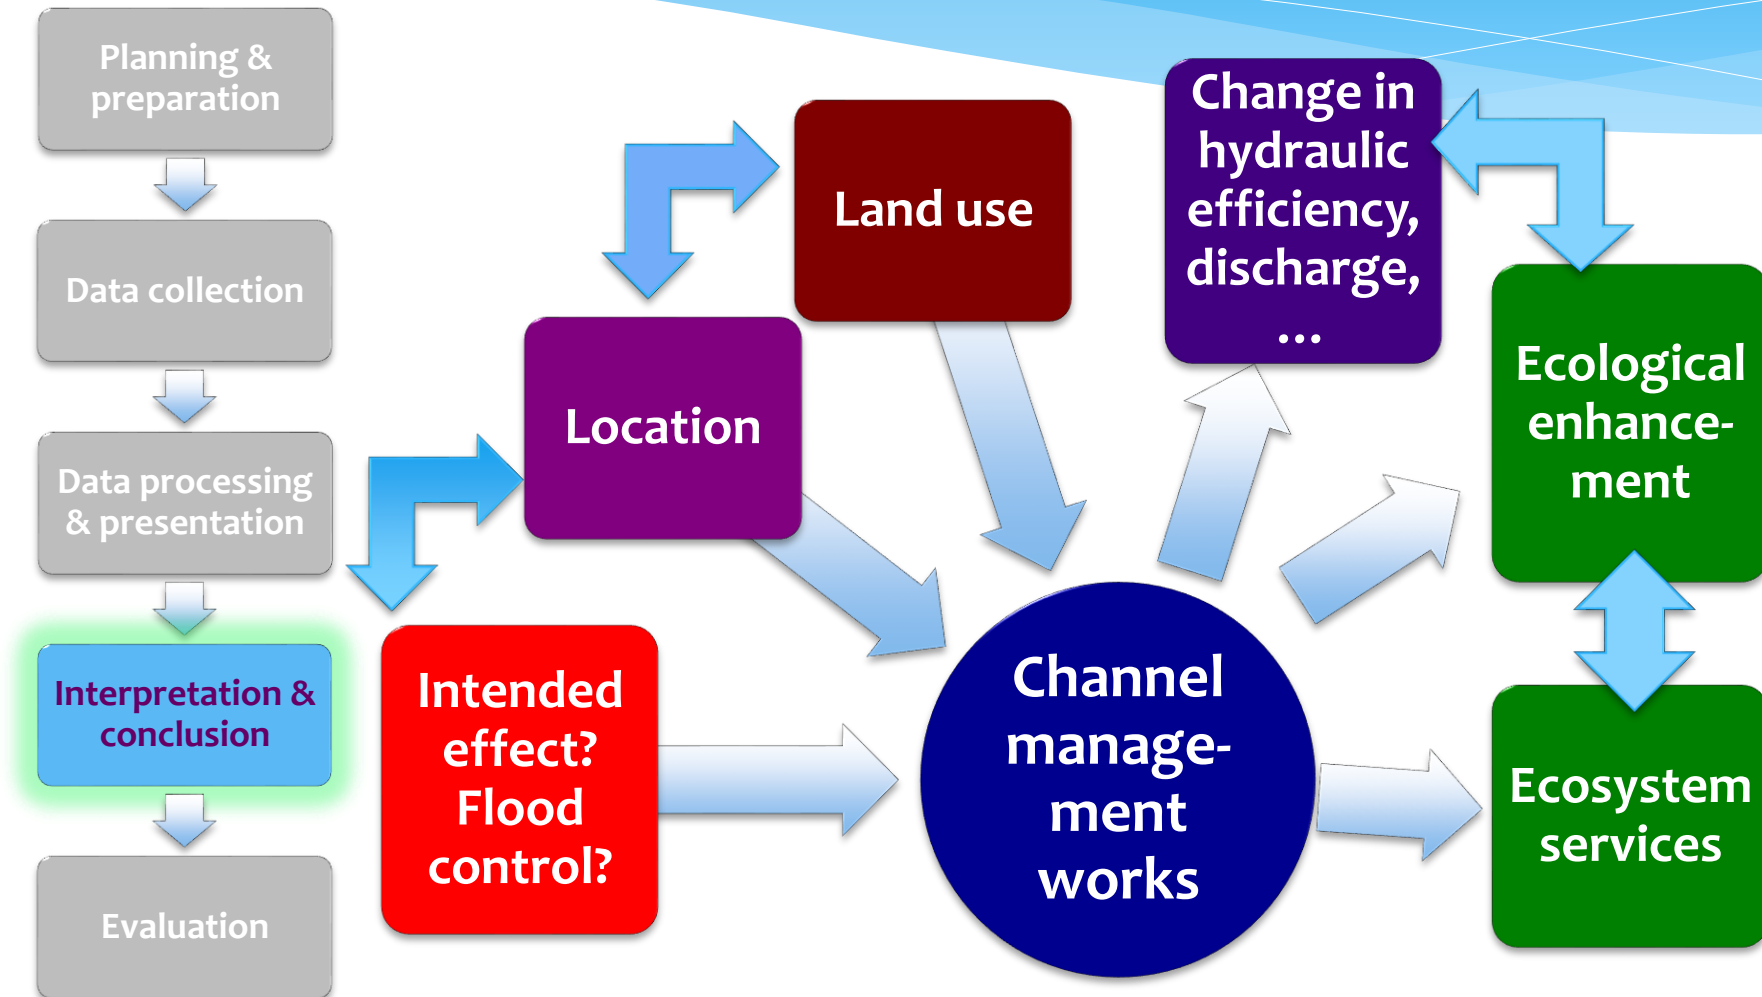 Planning &
preparation
Data collection
Data processing
& presentation
Interpretation &
conclusion
Evaluation
Intended
effect?
Flood
control?
Location
Land use
Channel
manage-
ment
works
Change in
hydraulic
efficiency,
discharge,
...
Ecological
enhance-
ment
Ecosystem
services